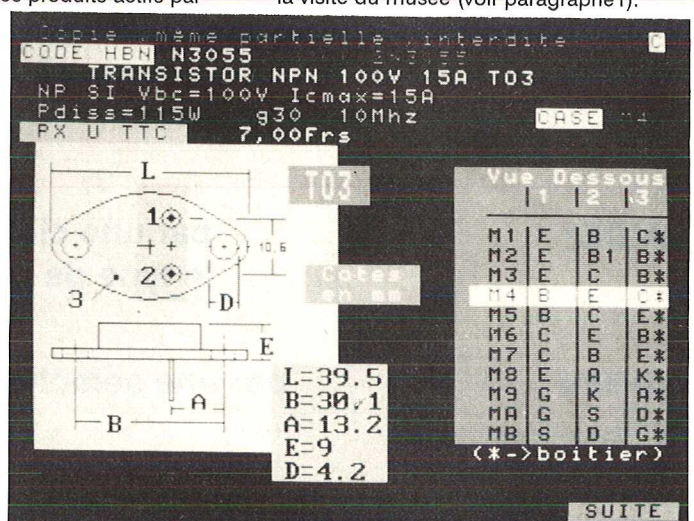 la visite du musée (voir paragraphe1).
Copie même partielle interdite C
CODE HBN N3055
TRANSISTOR NPN 100V 15A TO3
NP SI Vbc=100V Icmax=15A
Pdiss=115W g30 10Mhz CASE M4
PX U TTC 7,00Frs
L
1
10.6
2
3
D
E
A
B
TO3
Cotes
en mm
L=39.5
B=30.1
A=13.2
E=9
D=4.2
Vue Dessous
1 2 3
M1 E B C*
M2 E B1 B*
M3 E C B*
M4 B E C*
M5 B C E*
M6 C E B*
M7 C B E*
M8 E A K*
M9 G K A*
MA G S D*
MB S D G*
(*->boitier)
SUITE